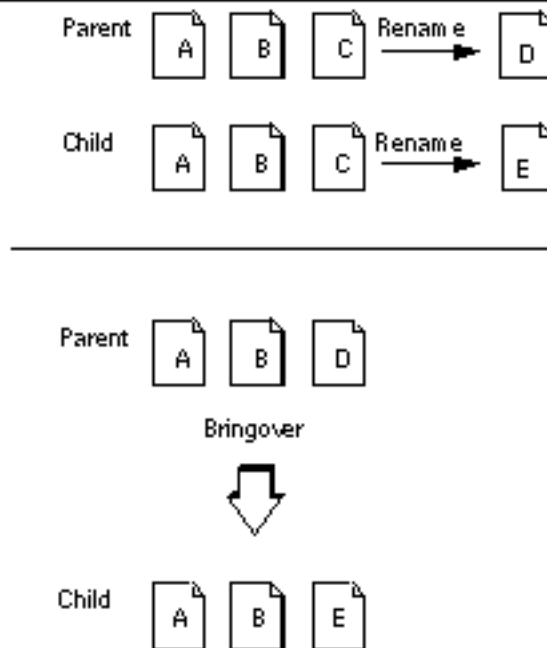 Parent A B C Rename D
Child A B C Rename E
Parent A B D
Bringover
Child A B E